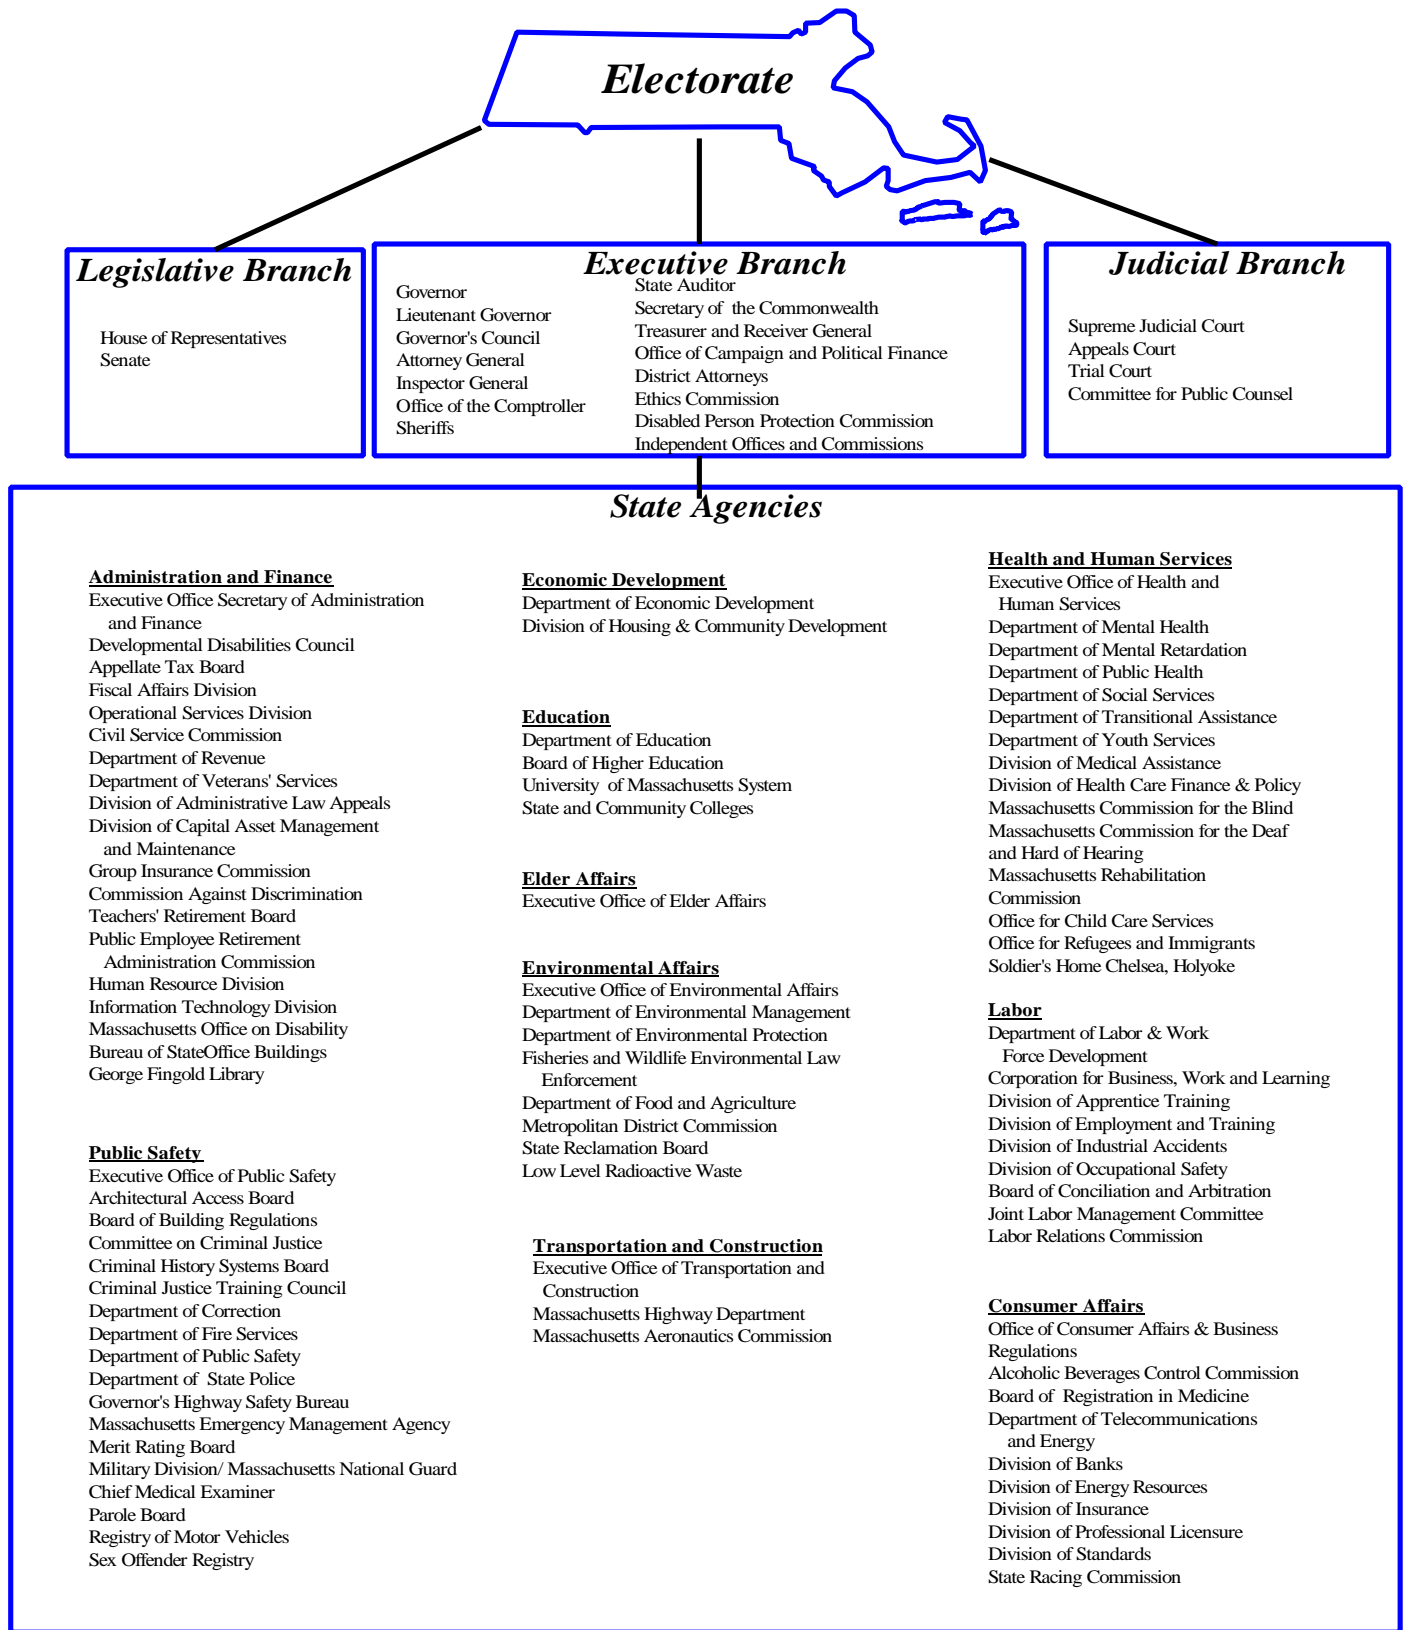 Electorate
Legislative Branch
House of Representatives
Senate
Executive Branch
Governor
Lieutenant Governor
Governor's Council
Attorney General
Inspector General
Office of the Comptroller
Sheriffs
State Auditor
Secretary of the Commonwealth
Treasurer and Receiver General
Office of Campaign and Political Finance
District Attorneys
Ethics Commission
Disabled Person Protection Commission
Independent Offices and Commissions
Judicial Branch
Supreme Judicial Court
Appeals Court
Trial Court
Committee for Public Counsel
State Agencies
Administration and Finance
Executive Office Secretary of Administration
and Finance
Developmental Disabilities Council
Appellate Tax Board
Fiscal Affairs Division
Operational Services Division
Civil Service Commission
Department of Revenue
Department of Veterans' Services
Division of Administrative Law Appeals
Division of Capital Asset Management
and Maintenance
Group Insurance Commission
Commission Against Discrimination
Teachers' Retirement Board
Public Employee Retirement
Administration Commission
Human Resource Division
Information Technology Division
Massachusetts Office on Disability
Bureau of StateOffice Buildings
George Fingold Library
Public Safety
Executive Office of Public Safety
Architectural Access Board
Board of Building Regulations
Committee on Criminal Justice
Criminal History Systems Board
Criminal Justice Training Council
Department of Correction
Department of Fire Services
Department of Public Safety
Department of State Police
Governor's Highway Safety Bureau
Massachusetts Emergency Management Agency
Merit Rating Board
Military Division/ Massachusetts National Guard
Chief Medical Examiner
Parole Board
Registry of Motor Vehicles
Sex Offender Registry
Economic Development
Department of Economic Development
Division of Housing & Community Development
Education
Department of Education
Board of Higher Education
University of Massachusetts System
State and Community Colleges
Elder Affairs
Executive Office of Elder Affairs
Environmental Affairs
Executive Office of Environmental Affairs
Department of Environmental Management
Department of Environmental Protection
Fisheries and Wildlife Environmental Law
Enforcement
Department of Food and Agriculture
Metropolitan District Commission
State Reclamation Board
Low Level Radioactive Waste
Transportation and Construction
Executive Office of Transportation and
Construction
Massachusetts Highway Department
Massachusetts Aeronautics Commission
Health and Human Services
Executive Office of Health and
Human Services
Department of Mental Health
Department of Mental Retardation
Department of Public Health
Department of Social Services
Department of Transitional Assistance
Department of Youth Services
Division of Medical Assistance
Division of Health Care Finance & Policy
Massachusetts Commission for the Blind
Massachusetts Commission for the Deaf
and Hard of Hearing
Massachusetts Rehabilitation
Commission
Office for Child Care Services
Office for Refugees and Immigrants
Soldier's Home Chelsea, Holyoke
Labor
Department of Labor & Work
Force Development
Corporation for Business, Work and Learning
Division of Apprentice Training
Division of Employment and Training
Division of Industrial Accidents
Division of Occupational Safety
Board of Conciliation and Arbitration
Joint Labor Management Committee
Labor Relations Commission
Consumer Affairs
Office of Consumer Affairs & Business
Regulations
Alcoholic Beverages Control Commission
Board of Registration in Medicine
Department of Telecommunications
and Energy
Division of Banks
Division of Energy Resources
Division of Insurance
Division of Professional Licensure
Division of Standards
State Racing Commission